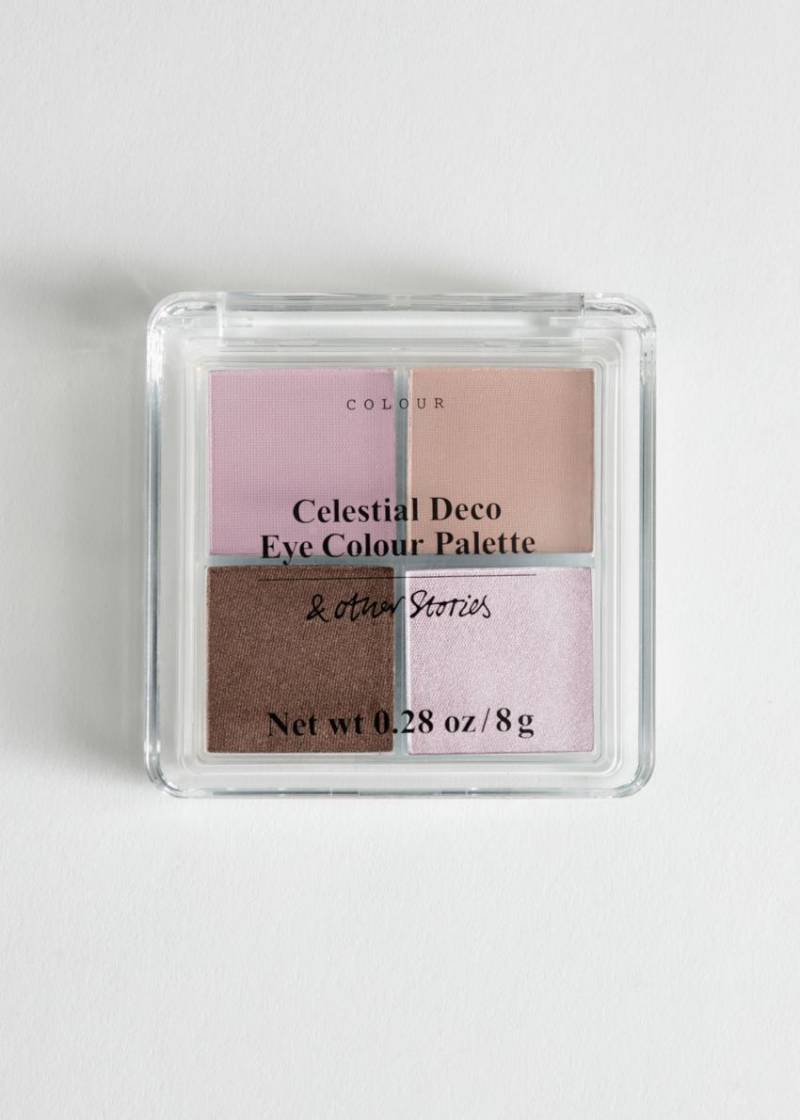 COLOUR
Celestial Deco
Eye Colour Palette
& other Stories
Net wt 0.28 oz/8 g